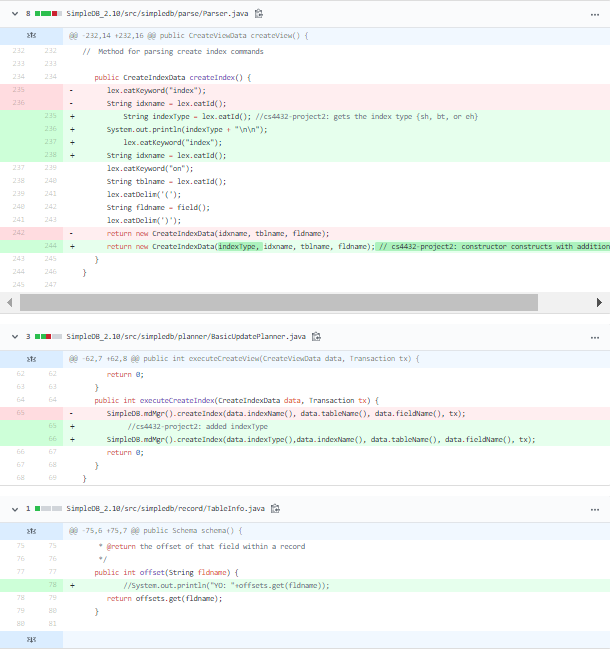 8 SimpleDB_2.10/src/simpledb/parse/Parser.java
@@ -232,14 +232,16 @@ public CreateViewData createView() {
232 232 // Method for parsing create index commands
233 233
234 234 public CreateIndexData createIndex() {
235 - lex.eatKeyword("index");
236 - String idxname = lex.eatId();
235 + String indexType = lex.eatId(); //cs4432-project2: gets the index type {sh, bt, or eh}
236 + System.out.println(indexType + "\n\n");
237 + lex.eatKeyword("index");
238 + String idxname = lex.eatId();
237 239 lex.eatKeyword("on");
238 240 String tblname = lex.eatId();
239 241 lex.eatDelim('(');
240 242 String fldname = field();
241 243 lex.eatDelim(')');
242 - return new CreateIndexData(idxname, tblname, fldname);
244 + return new CreateIndexData(indexType, idxname, tblname, fldname); // cs4432-project2: constructor constructs with addition
243 245 }
244 246 }
245 247
3 SimpleDB_2.10/src/simpledb/planner/BasicUpdatePlanner.java
@@ -62,7 +62,8 @@ public int executeCreateView(CreateViewData data, Transaction tx) {
62 62 return 0;
63 63 }
64 64 public int executeCreateIndex(CreateIndexData data, Transaction tx) {
65 - SimpleDB.mdMgr().createIndex(data.indexName(), data.tableName(), data.fieldName(), tx);
65 + //cs4432-project2: added indexType
66 + SimpleDB.mdMgr().createIndex(data.indexType(),data.indexName(), data.tableName(), data.fieldName(), tx);
66 67 return 0;
67 68 }
68 69 }
1 SimpleDB_2.10/src/simpledb/record/TableInfo.java
@@ -75,6 +75,7 @@ public Schema schema() {
75 75 * @return the offset of that field within a record
76 76 */
77 77 public int offset(String fldname) {
78 + //System.out.println("YO: "+offsets.get(fldname));
78 79 return offsets.get(fldname);
79 80 }
80 81